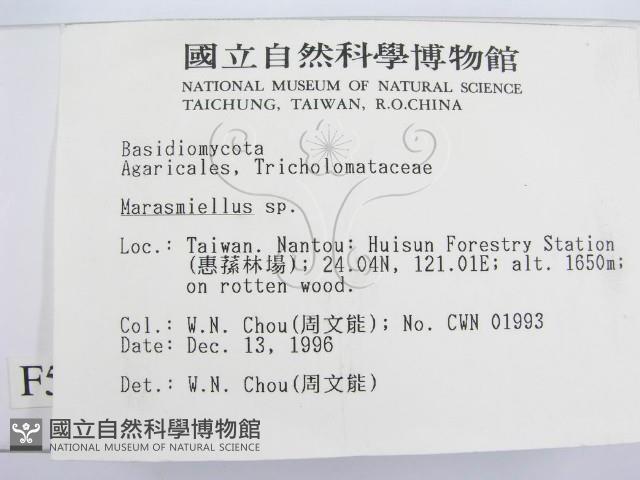 國立自然科學博物館
NATIONAL MUSEUM OF NATURAL SCIENCE
TAICHUNG, TAIWAN, R.O.CHINA
Basidiomycota
Agaricales, Tricholomataceae
Marasmiellus sp.
Loc.: Taiwan. Nantou: Huisun Forestry Station
(惠蓀林場); 24.04N, 121.01E; alt. 1650m;
on rotten wood.
Col.: W.N. Chou(周文能); No. CWN 01993
Date: Dec. 13, 1996
Det.: W.N. Chou(周文能)
F5
國立自然科學博物館
NATIONAL MUSEUM OF NATURAL SCIENCE